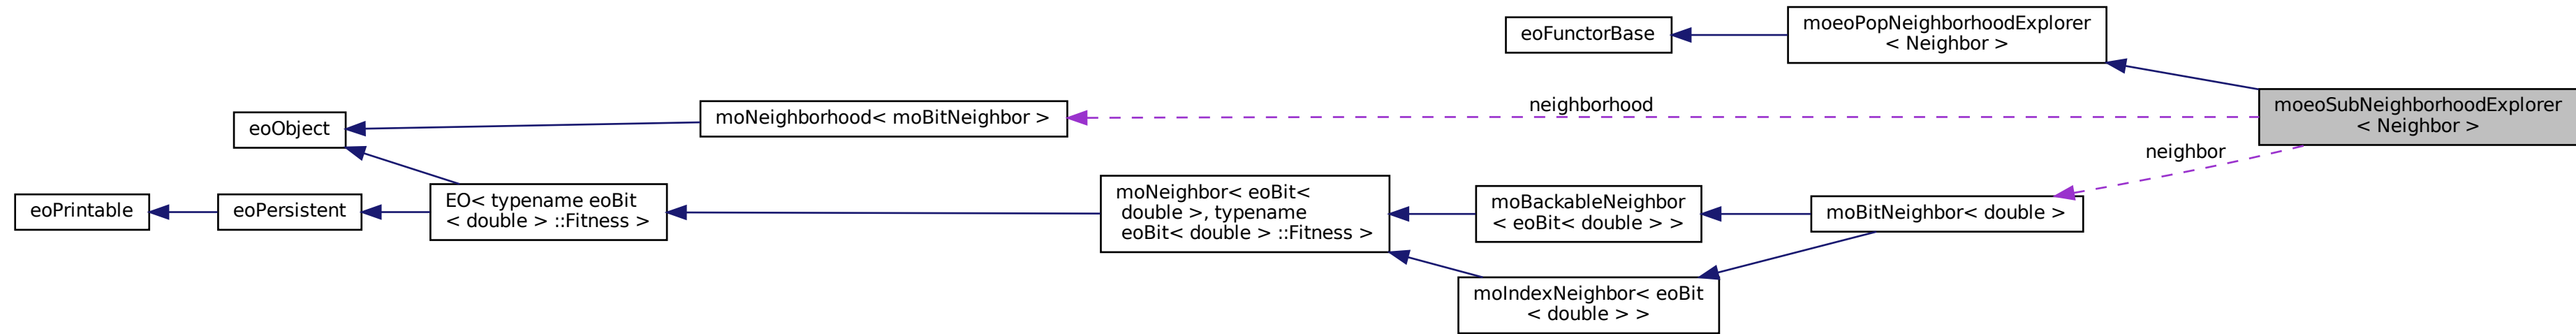 eoFunctorBase
moeoPopNeighborhoodExplorer
< Neighbor >
moeoSubNeighborhoodExplorer
< Neighbor >
neighborhood
moNeighborhood< moBitNeighbor >
eoObject
neighbor
eoPrintable
eoPersistent
EO< typename eoBit
< double > ::Fitness >
moNeighbor< eoBit<
double >, typename
eoBit< double > ::Fitness >
moBackableNeighbor
< eoBit< double > >
moBitNeighbor< double >
moIndexNeighbor< eoBit
< double > >